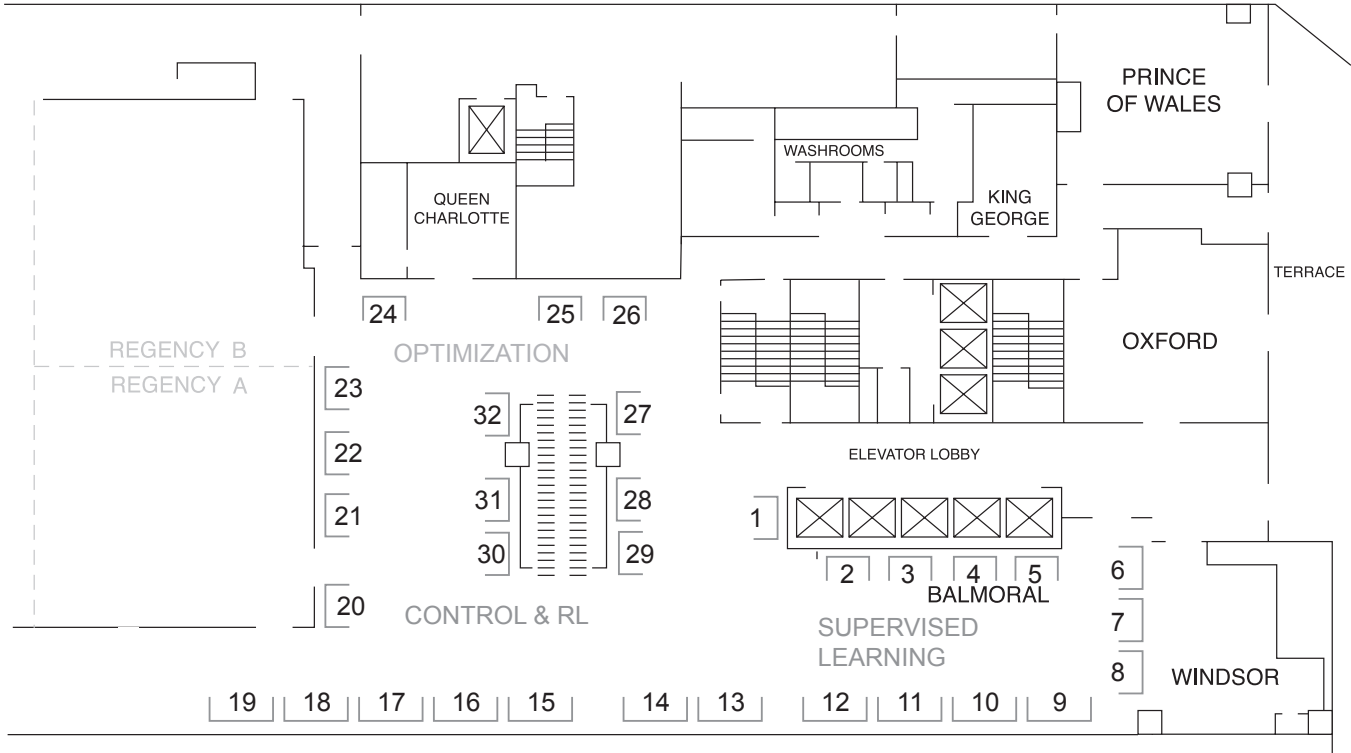 PRINCE
OF WALES
WASHROOMS
QUEEN
CHARLOTTE
KING
GEORGE
TERRACE
24
25
26
OXFORD
REGENCY B
OPTIMIZATION
REGENCY A
23
32
27
22
ELEVATOR LOBBY
21
31
28
1
30
29
2
3
4
5
6
BALMORAL
20
CONTROL & RL
7
SUPERVISED
LEARNING
8
WINDSOR
19
18
17
16
15
14
13
12
11
10
9